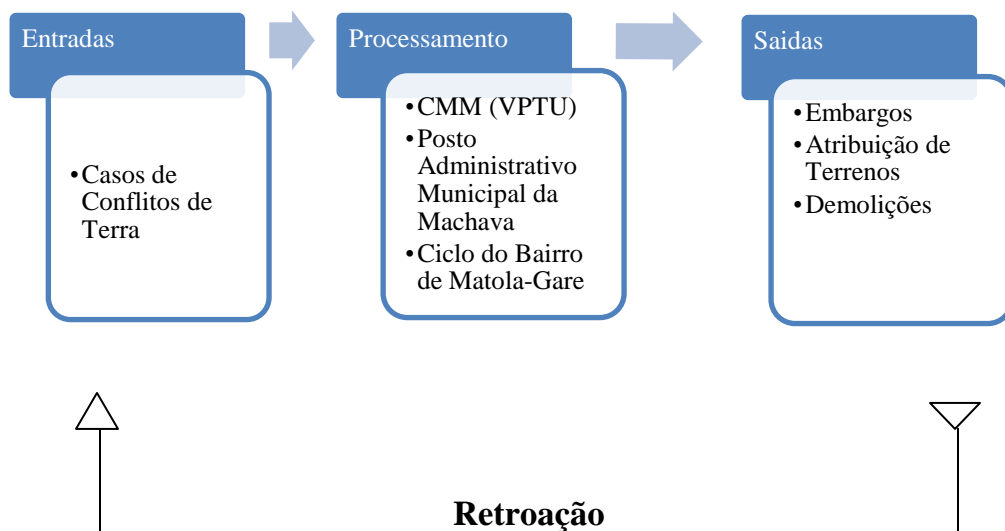 Entradas
•Casos de
Conflitos de
Terra
Processamento
•CMM (VPTU)
•Posto
Administrativo
Municipal da
Machava
•Ciclo do Bairro
de Matola-Gare
Saidas
•Embargos
•Atribuição de
Terrenos
•Demolições
Retroação